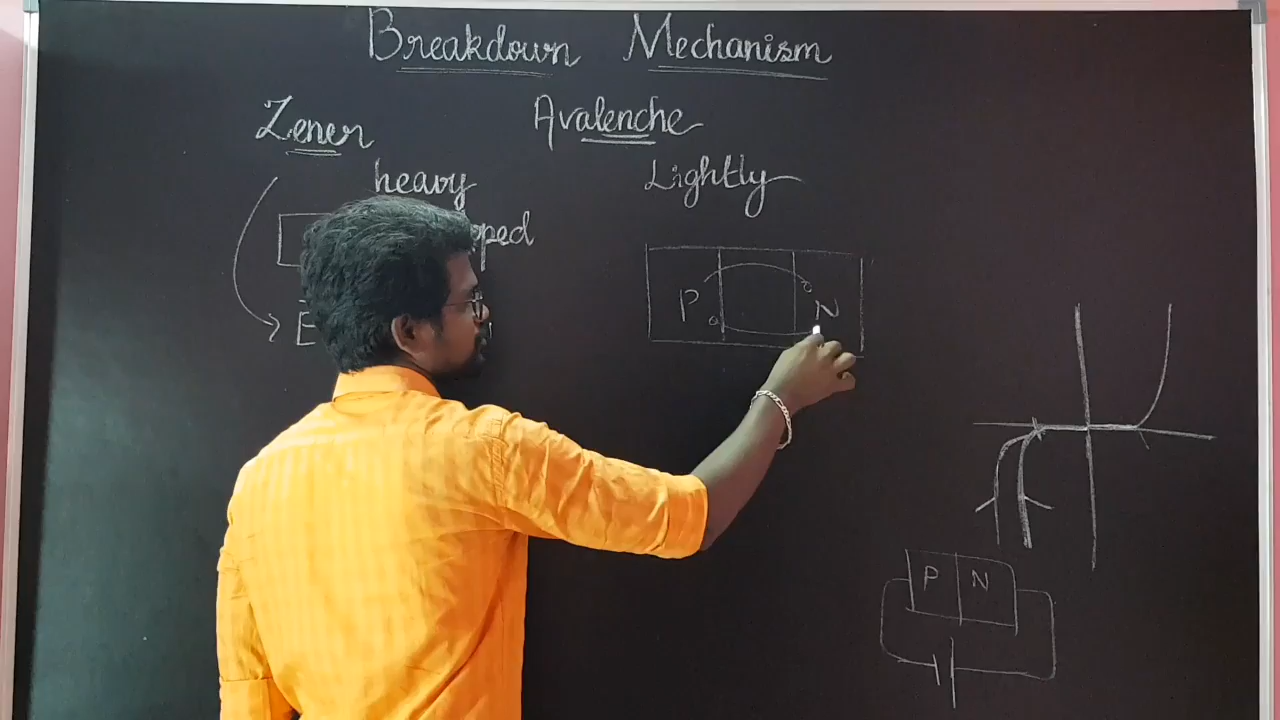 Breakdown Mechanism
Zener
Avalenche
heavy
Lightly
P N
P N